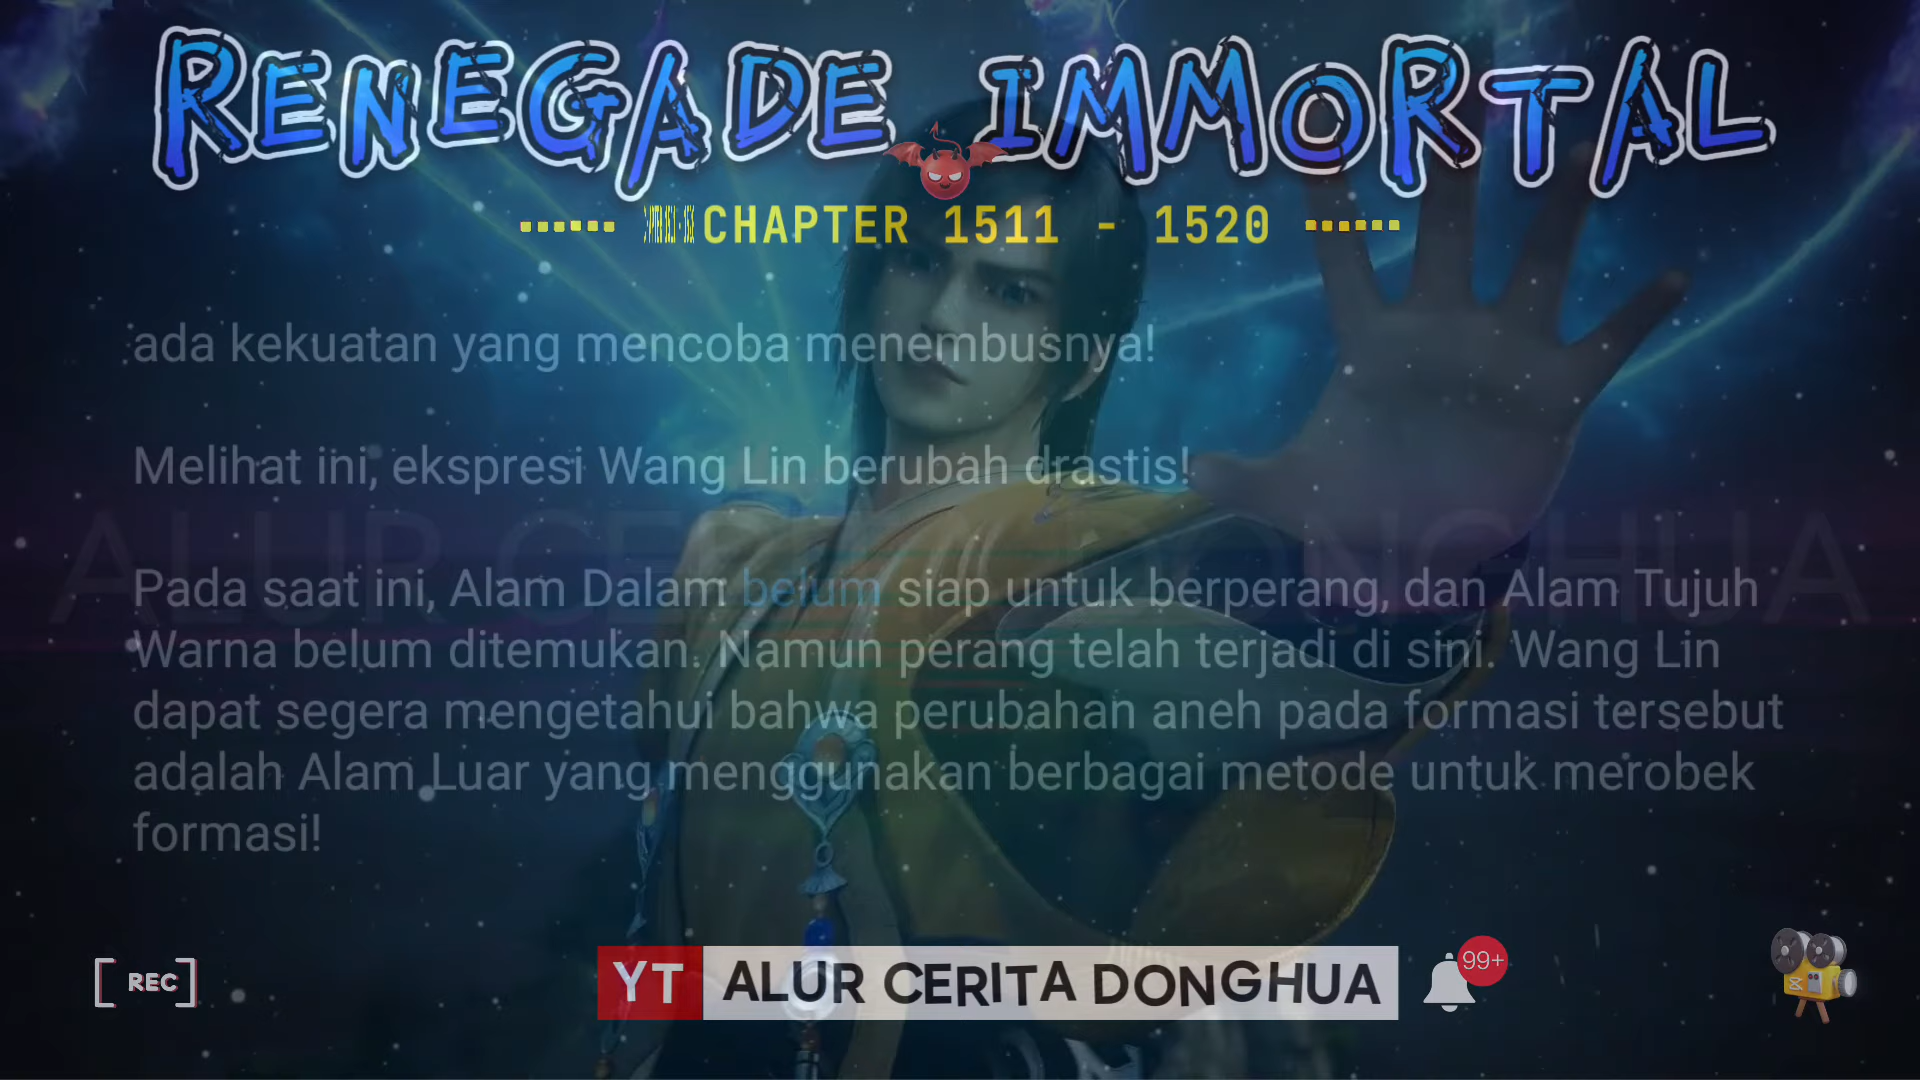 RENEGADE IMMORTAL
CHAPTER 1511 - 1520
ada kekuatan yang mencoba menembusnya!
Melihat ini, ekspresi Wang Lin berubah drastis!
Pada saat ini, Alam Dalam belum siap untuk berperang, dan Alam Tujuh
Warna belum ditemukan. Namun perang telah terjadi di sini. Wang Lin
dapat segera mengetahui bahwa perubahan aneh pada formasi tersebut
adalah Alam Luar yang menggunakan berbagai metode untuk merobek
formasi!
ALUR CERITA DONGHUA
REC
YT ALUR CERITA DONGHUA
99+